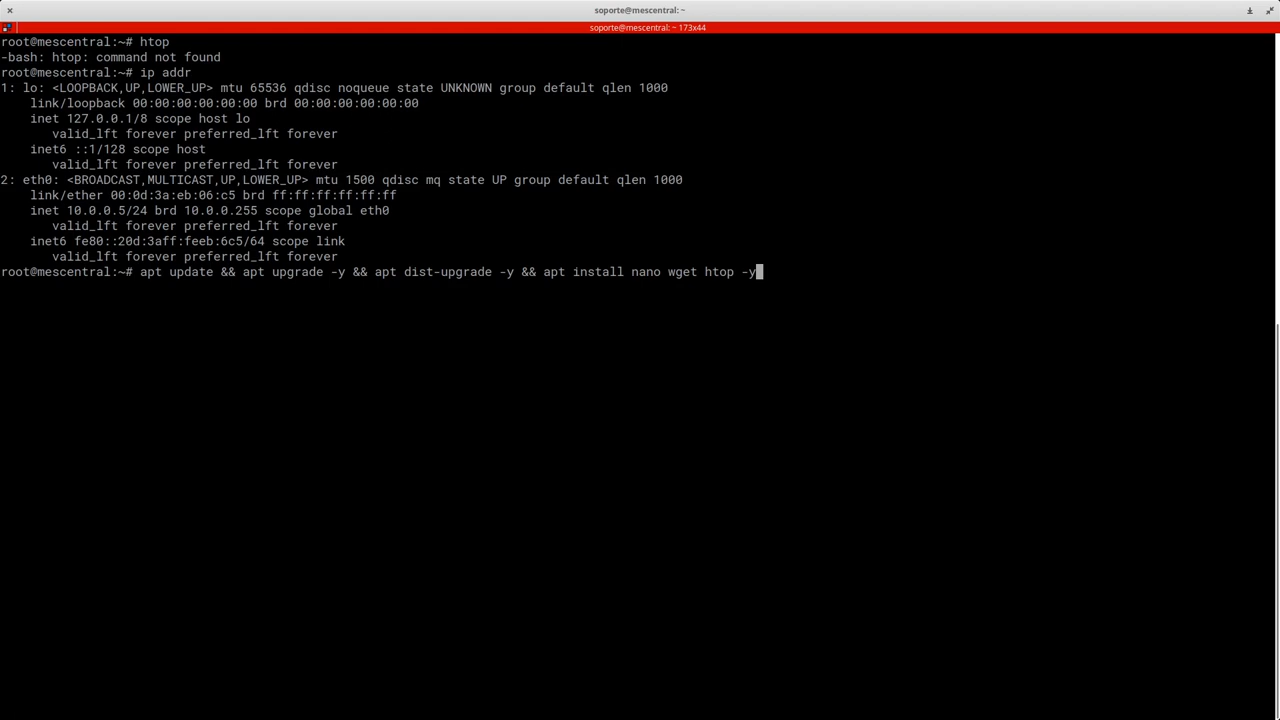 soporte@mescentral: ~
soporte@mescentral: ~ 173x44
root@mescentral:~# htop
-bash: htop: command not found
root@mescentral:~# ip addr
1: lo: <LOOPBACK,UP,LOWER_UP> mtu 65536 qdisc noqueue state UNKNOWN group default qlen 1000
    link/loopback 00:00:00:00:00:00 brd 00:00:00:00:00:00
    inet 127.0.0.1/8 scope host lo
       valid_lft forever preferred_lft forever
    inet6 ::1/128 scope host
       valid_lft forever preferred_lft forever
2: eth0: <BROADCAST,MULTICAST,UP,LOWER_UP> mtu 1500 qdisc mq state UP group default qlen 1000
    link/ether 00:0d:3a:eb:06:c5 brd ff:ff:ff:ff:ff:ff
    inet 10.0.0.5/24 brd 10.0.0.255 scope global eth0
       valid_lft forever preferred_lft forever
    inet6 fe80::20d:3aff:feeb:6c5/64 scope link
       valid_lft forever preferred_lft forever
root@mescentral:~# apt update && apt upgrade -y && apt dist-upgrade -y && apt install nano wget htop -y